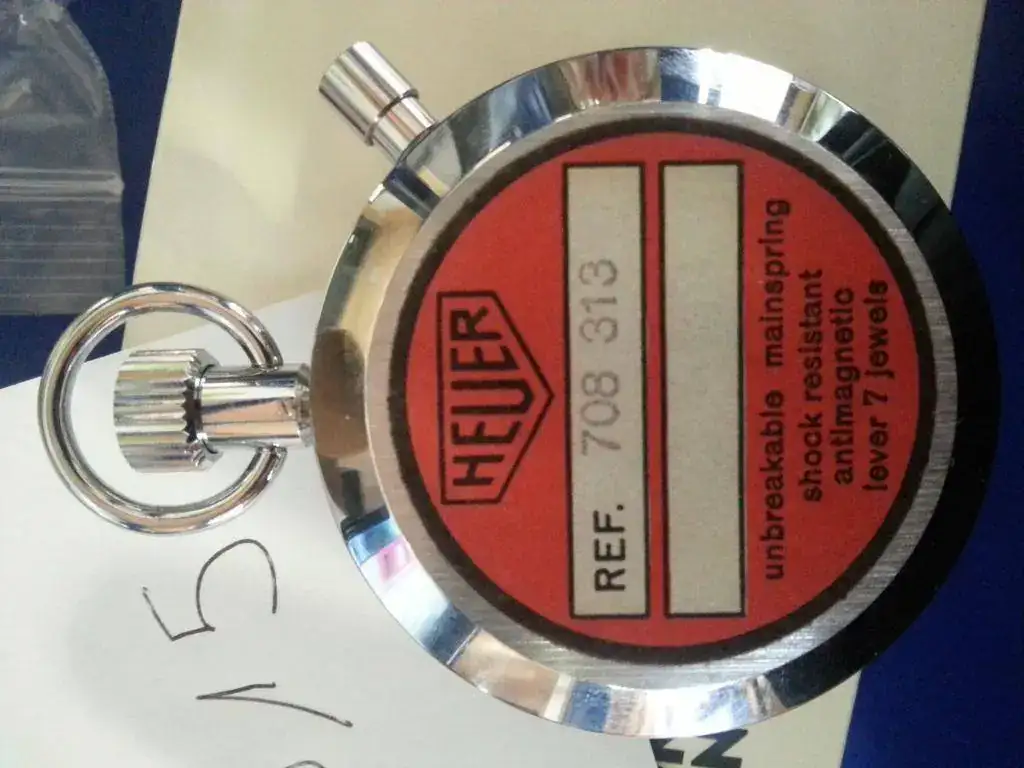 HEUER
REF. 708 313
unbreakable mainspring
shock resistant
antimagnetic
lever 7 jewels